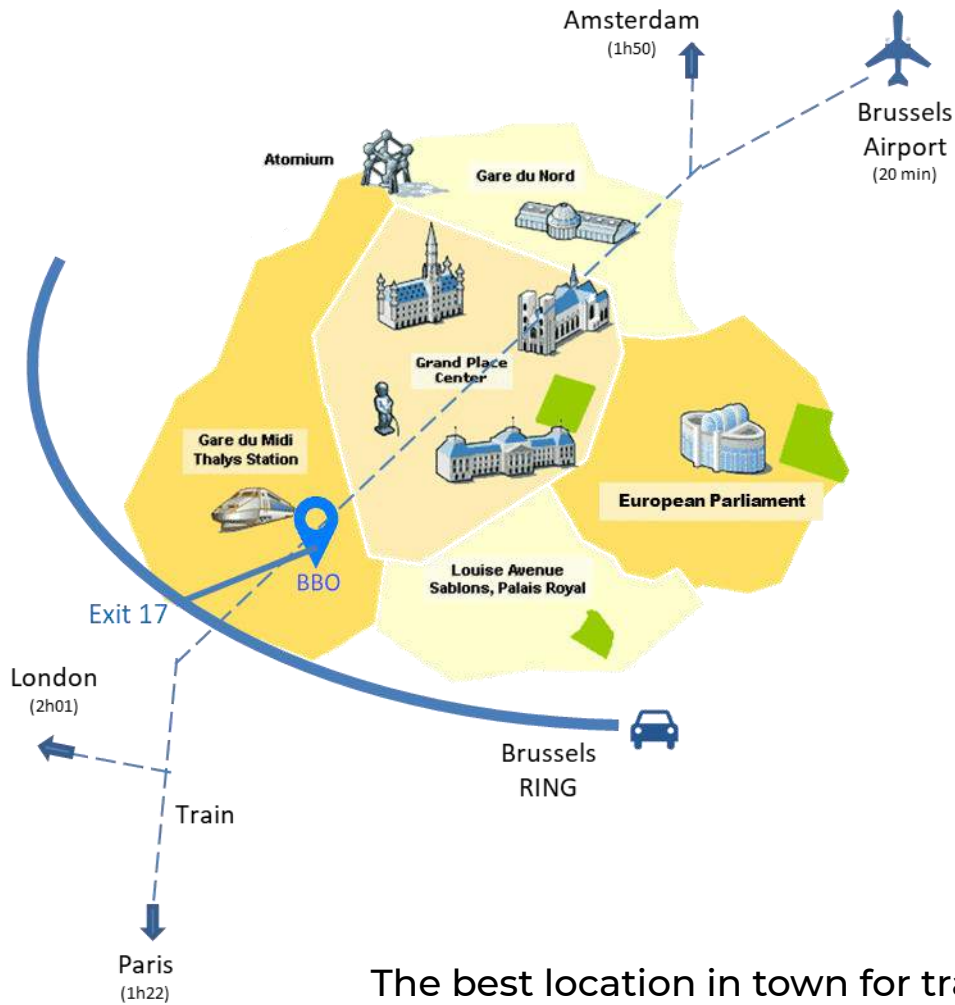 Amsterdam
(1h50)
Brussels
Airport
(20 min)
Atomium
Gare du Nord
Grand Place
Center
Gare du Midi
Thalys Station
European Parliament
BBO
Louise Avenue
Sablons, Palais Royal
Exit 17
London
(2h01)
Brussels
RING
Train
Paris
(1h22)
The best location in town for tra